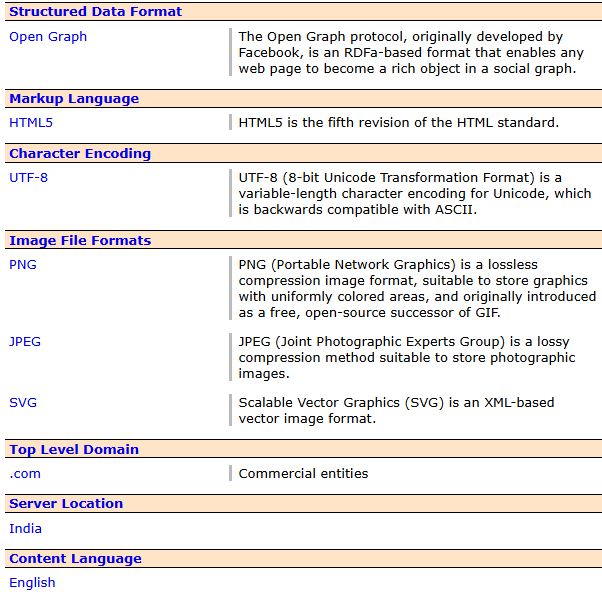 Structured Data Format
Open Graph
The Open Graph protocol, originally developed by
Facebook, is an RDFa-based format that enables any
web page to become a rich object in a social graph.
Markup Language
HTML5
HTML5 is the fifth revision of the HTML standard.
Character Encoding
UTF-8
UTF-8 (8-bit Unicode Transformation Format) is a
variable-length character encoding for Unicode, which
is backwards compatible with ASCII.
Image File Formats
PNG
PNG (Portable Network Graphics) is a lossless
compression image format, suitable to store graphics
with uniformly colored areas, and originally introduced
as a free, open-source successor of GIF.
JPEG
JPEG (Joint Photographic Experts Group) is a lossy
compression method suitable to store photographic
images.
SVG
Scalable Vector Graphics (SVG) is an XML-based
vector image format.
Top Level Domain
.com
Commercial entities
Server Location
India
Content Language
English